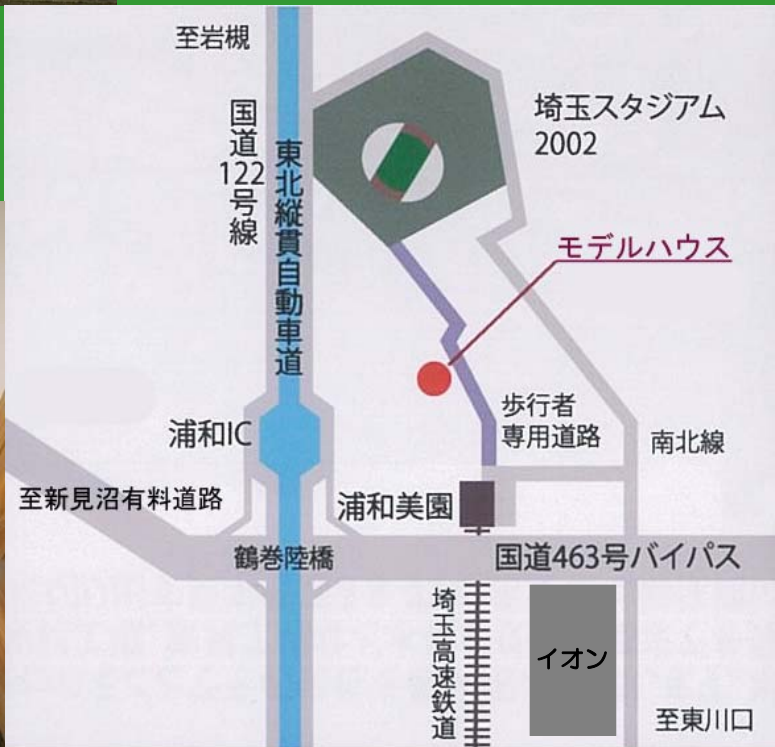 至岩槻
国道122号線
東北縦貫自動車道
埼玉スタジアム
2002
モデルハウス
歩行者
専用道路
南北線
浦和IC
至新見沼有料道路
浦和美園
鶴巻陸橋
国道463号バイパス
埼玉高速鉄道
イオン
至東川口